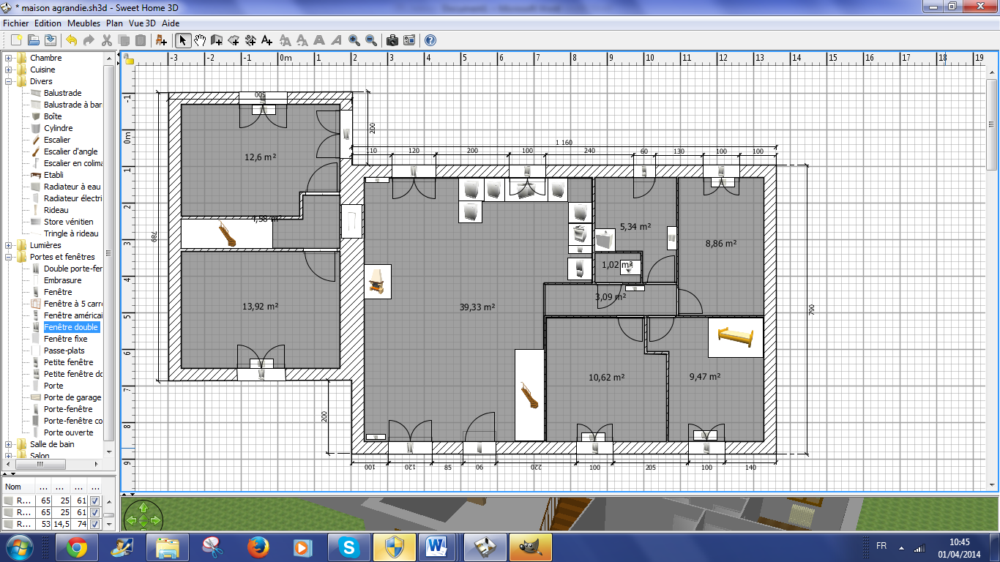 * maison agrandie.sh3d - Sweet Home 3D
Fichier Edition Meubles Plan Vue 3D Aide
Chambre
Cuisine
Divers
Balustrade
Balustrade à bar
Boîte
Cylindre
Escalier
Escalier d'angle
Escalier en colima
Etabli
Radiateur à eau
Radiateur électri
Rideau
Store vénitien
Tringle à rideau
Lumières
Portes et fenêtres
Double porte-fer
Embrasure
Fenêtre
Fenêtre à 5 carre
Fenêtre américai
Fenêtre double
Fenêtre fixe
Passe-plats
Petite fenêtre
Petite fenêtre do
Porte
Porte de garage
Porte-fenêtre
Porte-fenêtre co
Porte ouverte
Salle de bain
Salon
Nom ... ... ... ...
R... 65 25 61
R... 65 25 61
R... 53 14,5 74
-3 -2 -1 0m 1 2 3 4 5 6 7 8 9 10 11 12 13 14 15 16 17 18 19
-1
0m
1
2
3
4
5
6
7
8
9
500
200
1 160
110 120 200 100 240 60 130 100 100
12,6 m²
4,58 m²
789
13,92 m²
39,33 m²
5,34 m²
8,86 m²
1,02 m²
3,09 m²
790
10,62 m²
9,47 m²
200
100 120 85 90 220 100 205 100 140
FR
10:45
01/04/2014